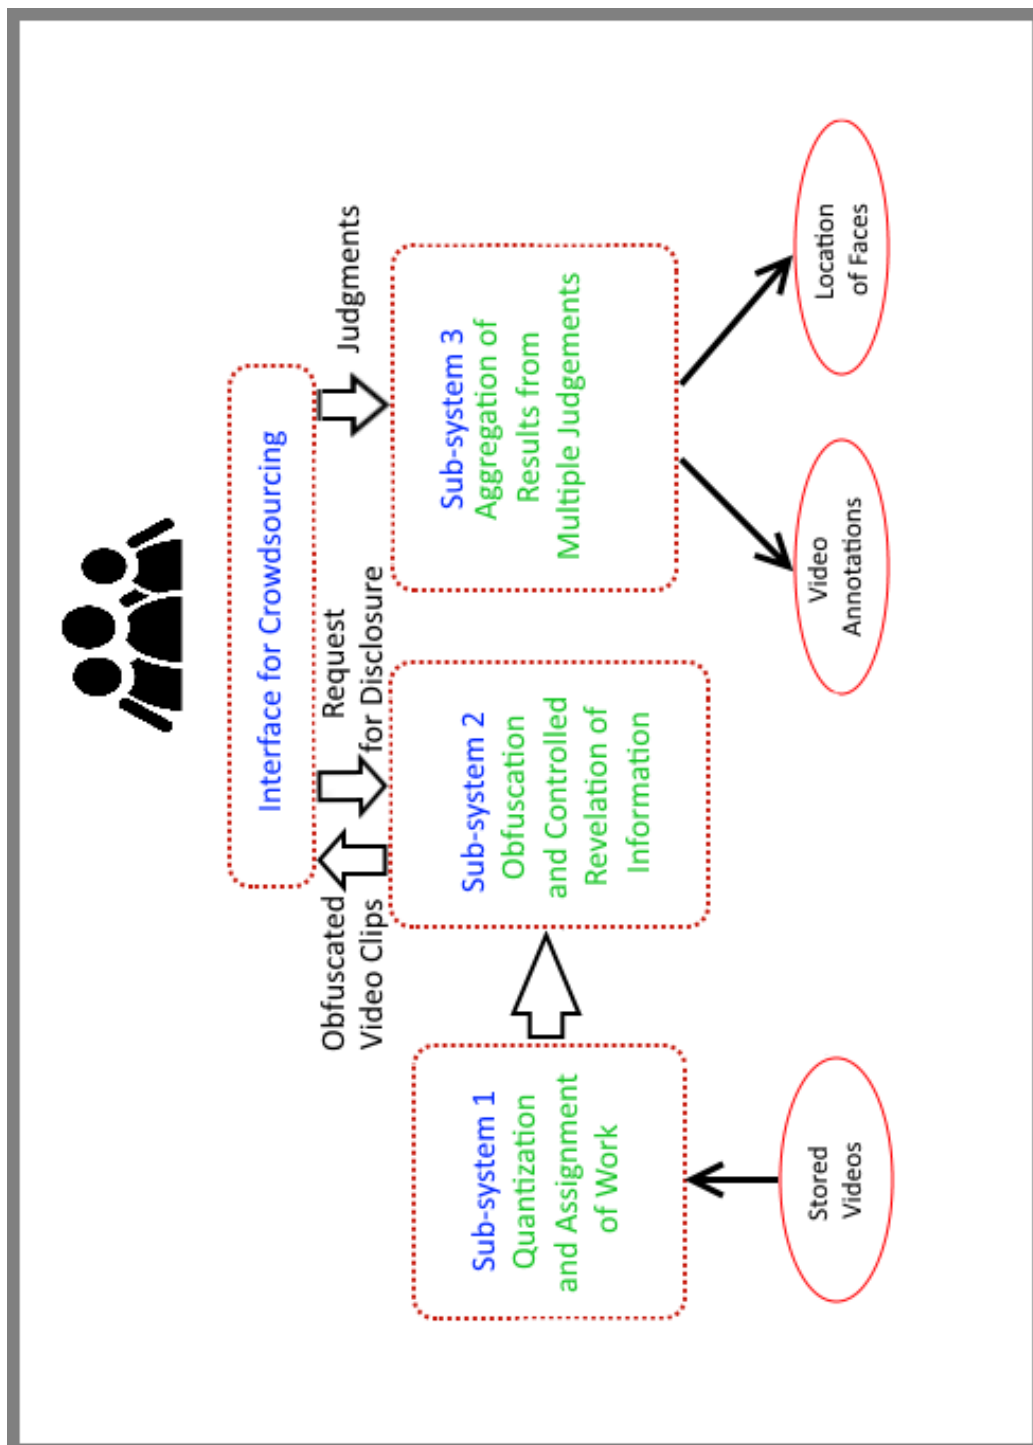 Interface for Crowdsourcing
Obfuscated
Video Clips
Request
for Disclosure
Judgments
Sub-system 1
Quantization
and Assignment
of Work
Sub-system 2
Obfuscation
and Controlled
Revelation of
Information
Sub-system 3
Aggregation of
Results from
Multiple Judgements
Stored
Videos
Video
Annotations
Location
of Faces